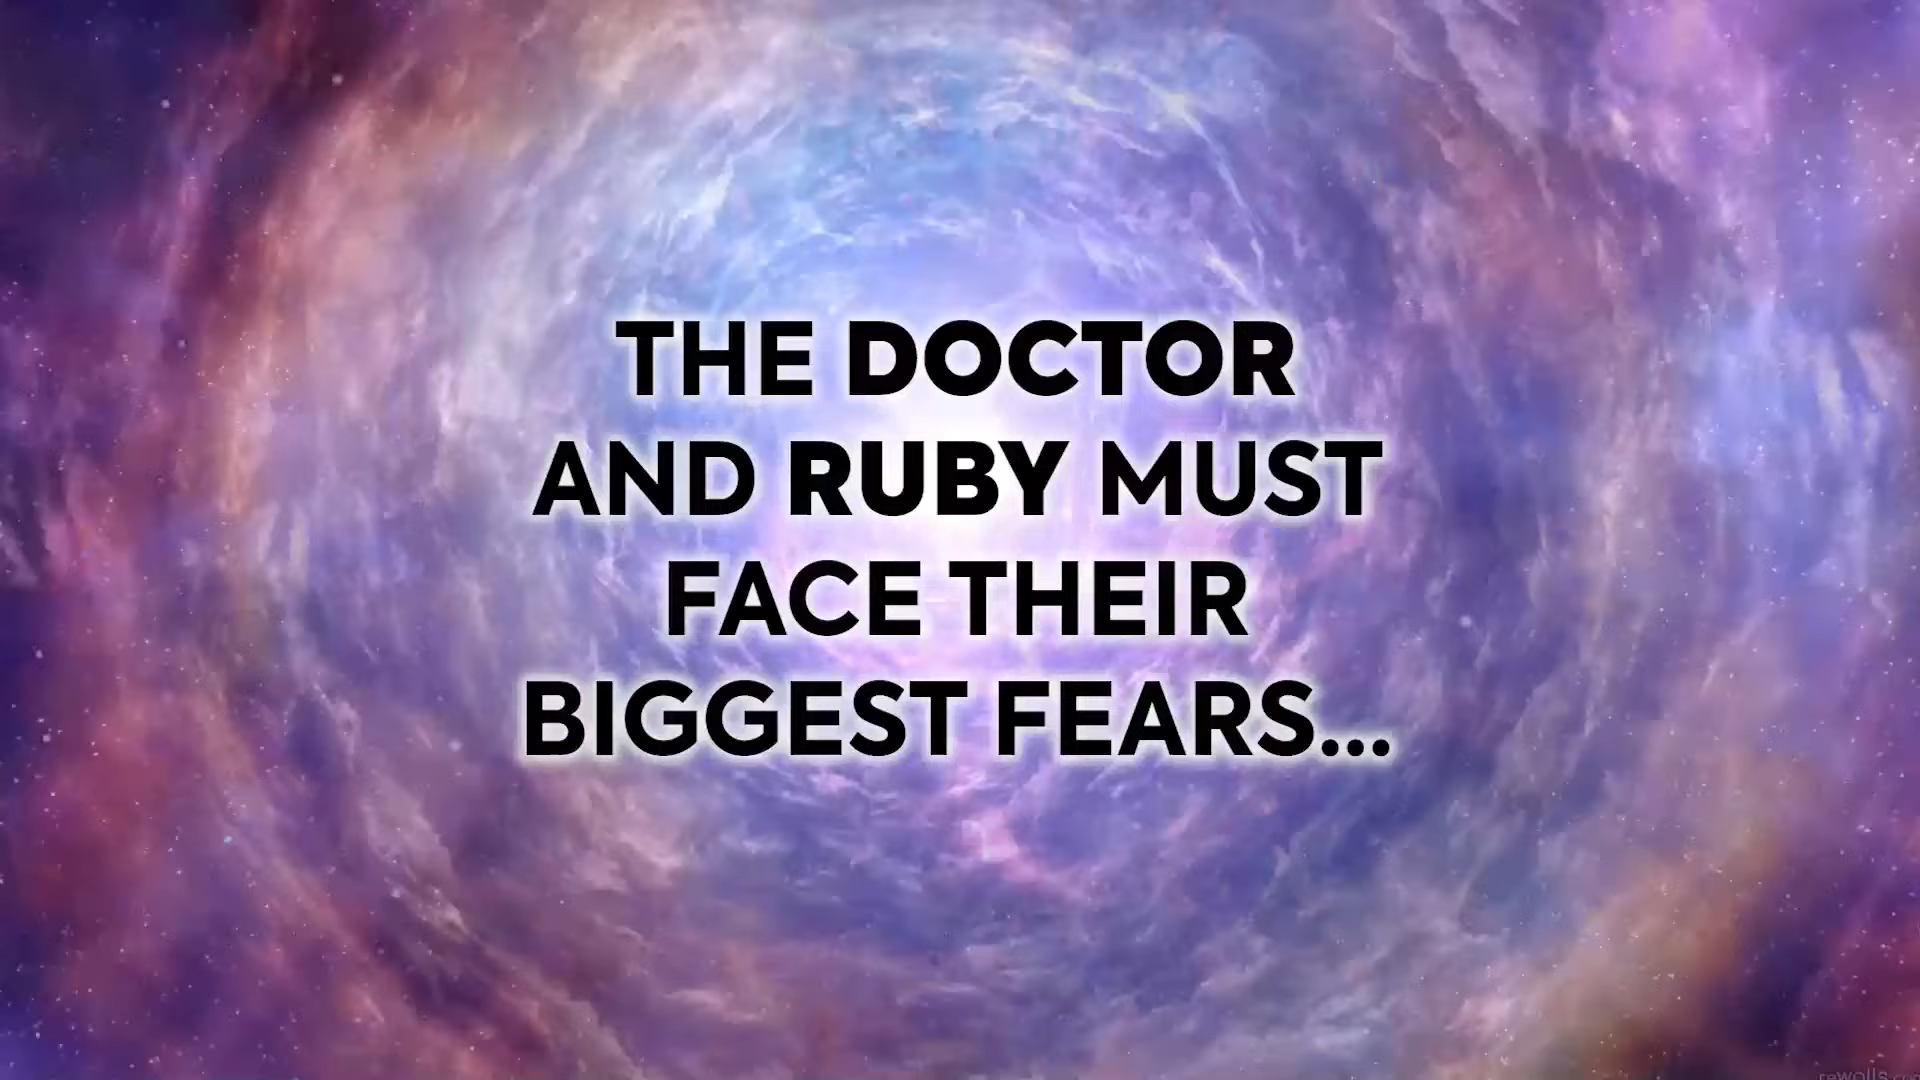 THE DOCTOR
AND RUBY MUST
FACE THEIR
BIGGEST FEARS...